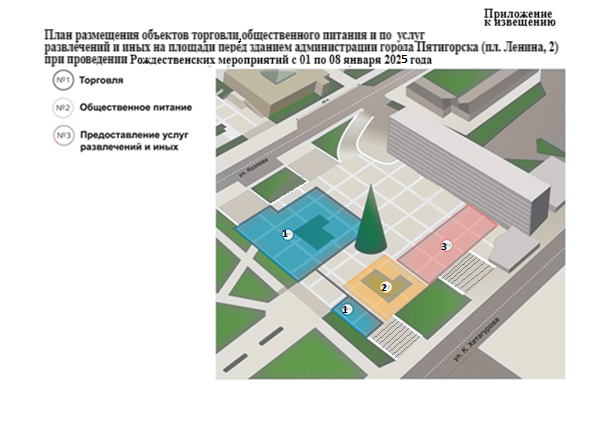 Приложение
к извещению
План размещения объектов торговли,общественного питания и по услуг
развлечений и иных на площади перед зданием администрации города Пятигорска (пл. Ленина, 2)
при проведении Рождественских мероприятий с 01 по 08 января 2025 года
№1 Торговля
№2 Общественное питание
№3 Предоставление услуг
развлечений и иных
ул. Козлова
1
3
2
1
ул. К. Хетагурова